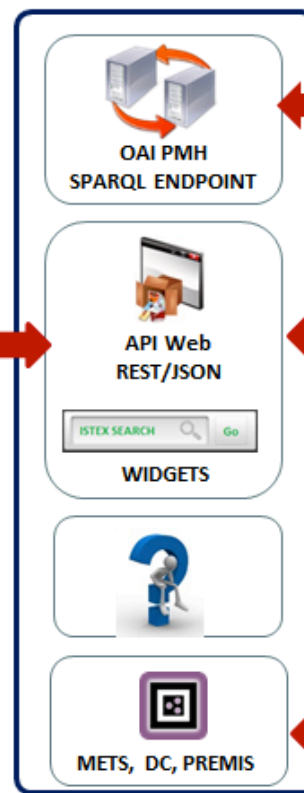 OAI PMH
SPARQL ENDPOINT
API Web
REST/JSON
ISTEX SEARCH Go
WIDGETS
METS, DC, PREMIS